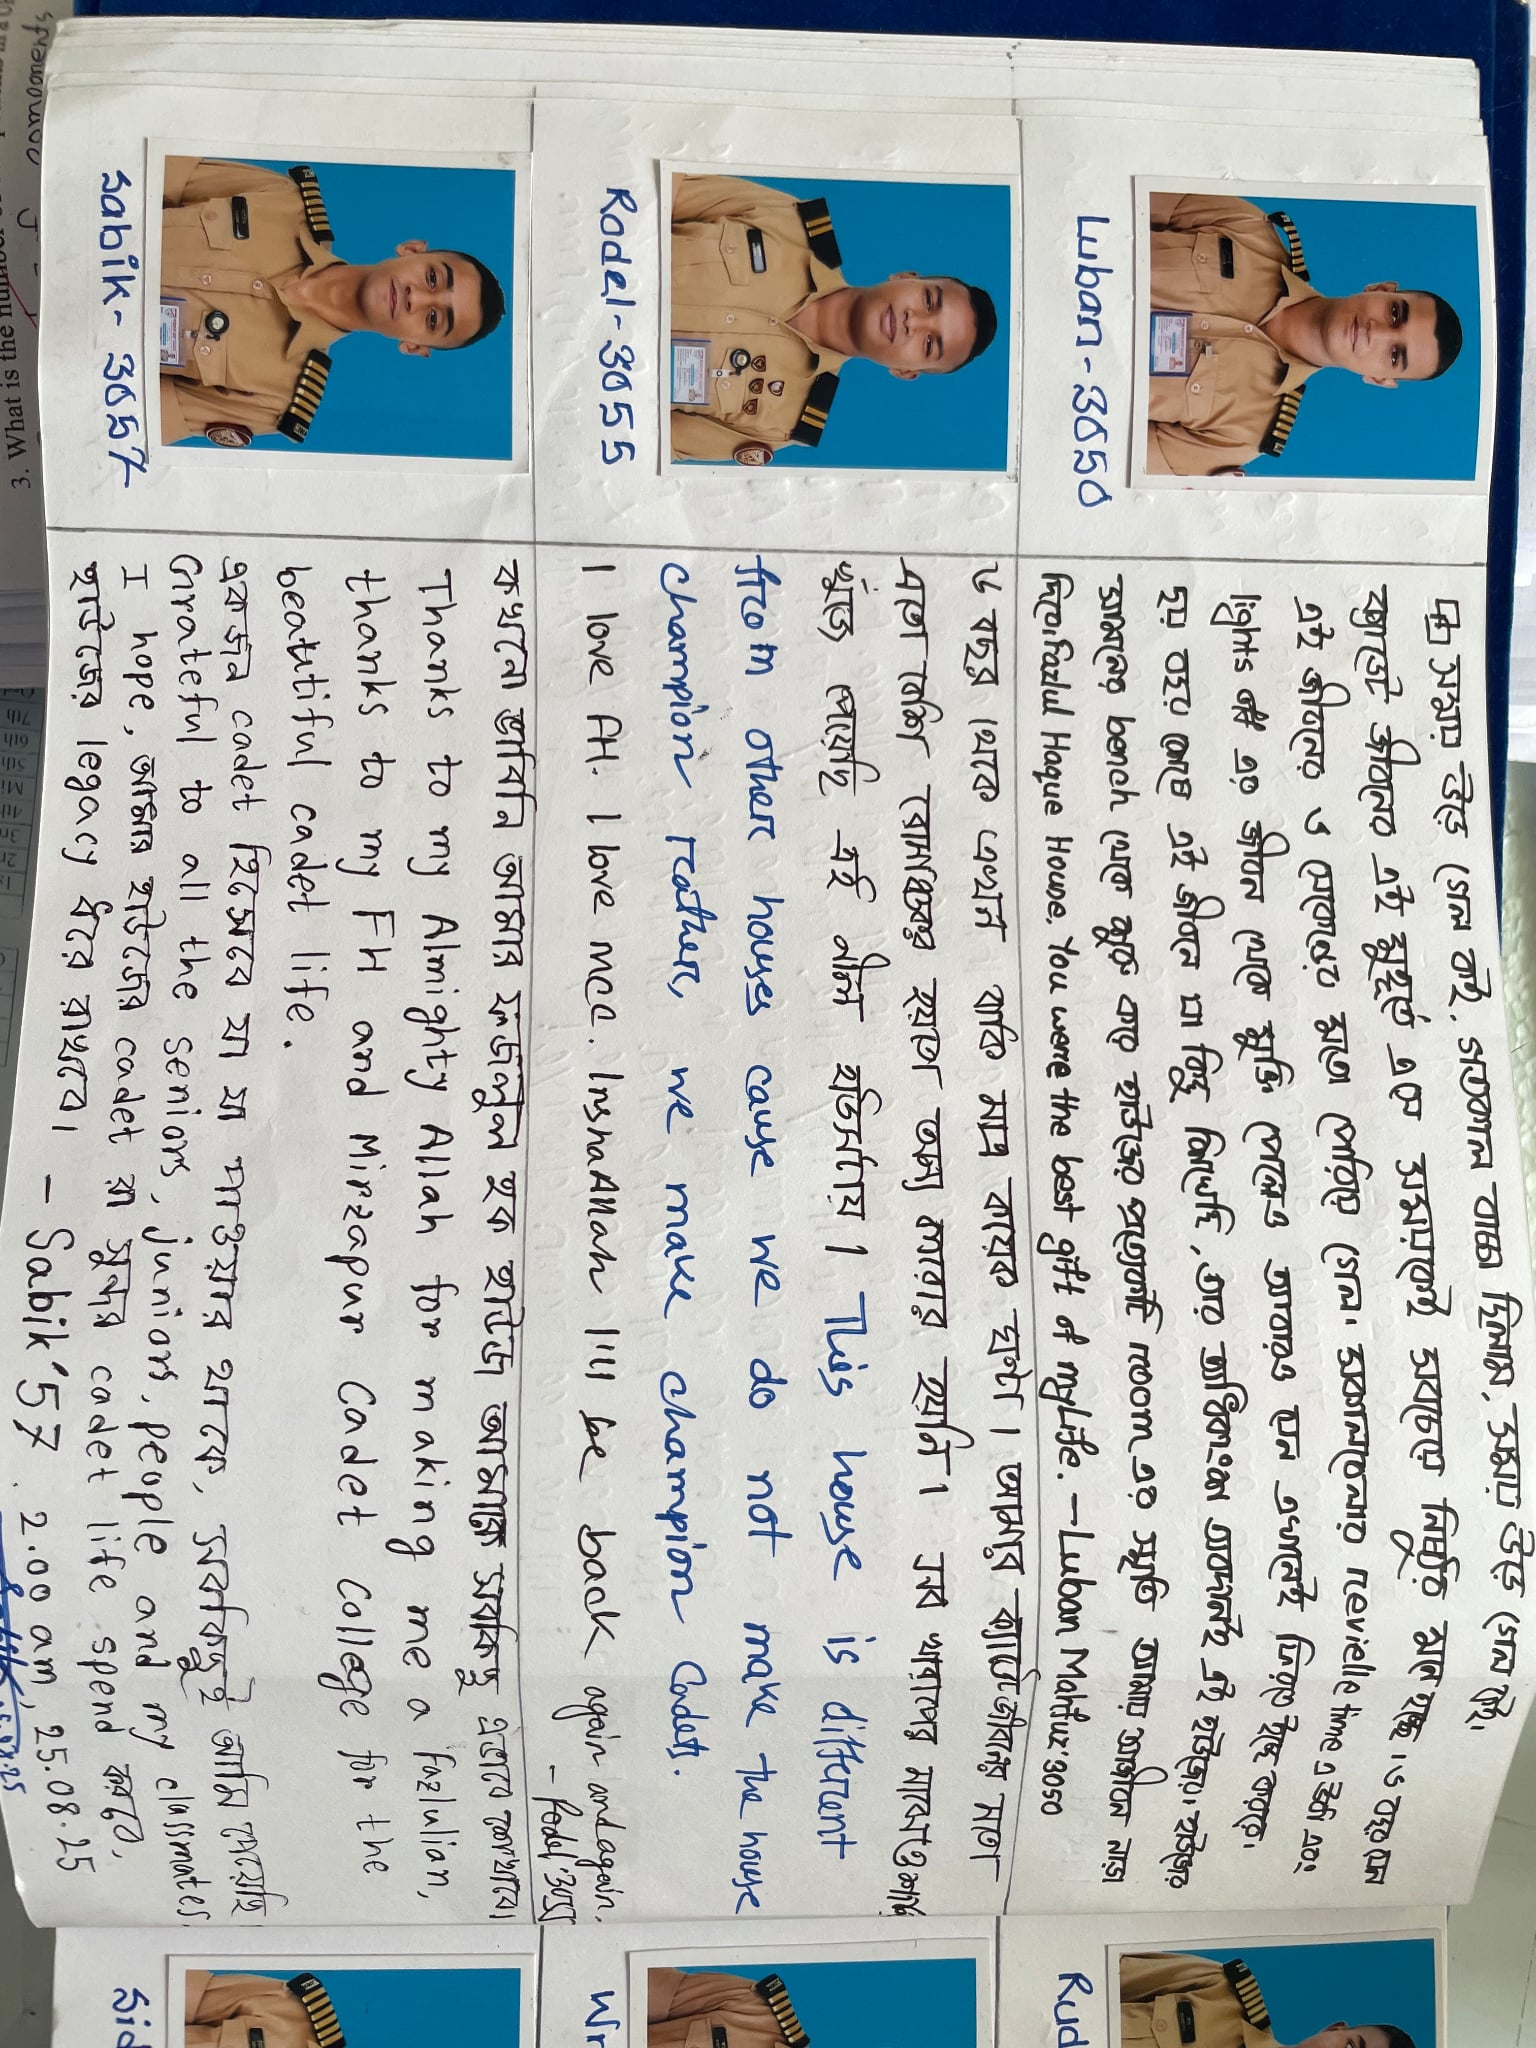 সময় উড়ে গেল কই, গতকাল বাচ্চা ছিলাম, সময় উড়ে গেল কই।
ক্যাডেট জীবনের এই মুহূর্তে এসে সময়কেই সবচেয়ে নিষ্ঠুর মনে হচ্ছে। ৬ বছর যেন
এই জীবনের ৬ সেকেন্ডের মতো পেরিয়ে গেল। সকালবেলার revielle time এ উঠা এবং
lights off এর জীবন থেকে মুক্তি পেলেও আবারও যেন এখানেই ফিরতে ইচ্ছে করবে।
ছয় বছর শেষে এই জীবনে যা কিছু শিখেছি, তার অধিকাংশ অবদানই এই হাউজের। হাউজের
সামনের bench থেকে শুরু করে হাউজের প্রত্যেকটি room এর স্মৃতি আমায় আজীবন নাড়া
দিবে। Fazlul Haque House, You were the best gift of my Life. – Luban Mahfuz'3050
Luban - 3050
৬ বছর থেকে এখন বাকি মাত্র কয়েক ঘণ্টা। আমার ক্যাডেট জীবনের মতো
এতো বেশি রোমাঞ্চকর হয়তো অন্য কারোর হয়নি। সব খারাপের মাঝেও শান্তি
খুঁজে পেয়েছি এই নীল হাউসটায়। This house is different
from other houses cause we do not make the house
champion rather, we make champion Cadets.
I love FH. I love MCC. InshaAllah I'll be back again and again.
- Rodel '3055
Rodel - 3055
কখনো ভাবিনি আমার ফজলুল হক হাউজ আমাকে সবকিছু এভাবে শেখাবে।
Thanks to my Almighty Allah for making me a Fazlulian,
thanks to my FH and Mirzapur Cadet College for the
beautiful cadet life.
একজন cadet হিসেবে যা যা পাওয়ার থাকে, সবকিছুই আমি পেয়েছি
Grateful to all the seniors, juniors, people and my classmates.
I hope, আমার হাউজের cadet রা সুন্দর cadet life spend করবে,
হাউজের legacy ধরে রাখবে। – Sabik '57
2.00 am, 25.08.25
Sabik - 3057
Rud
Wr
Sid
3. What is the num